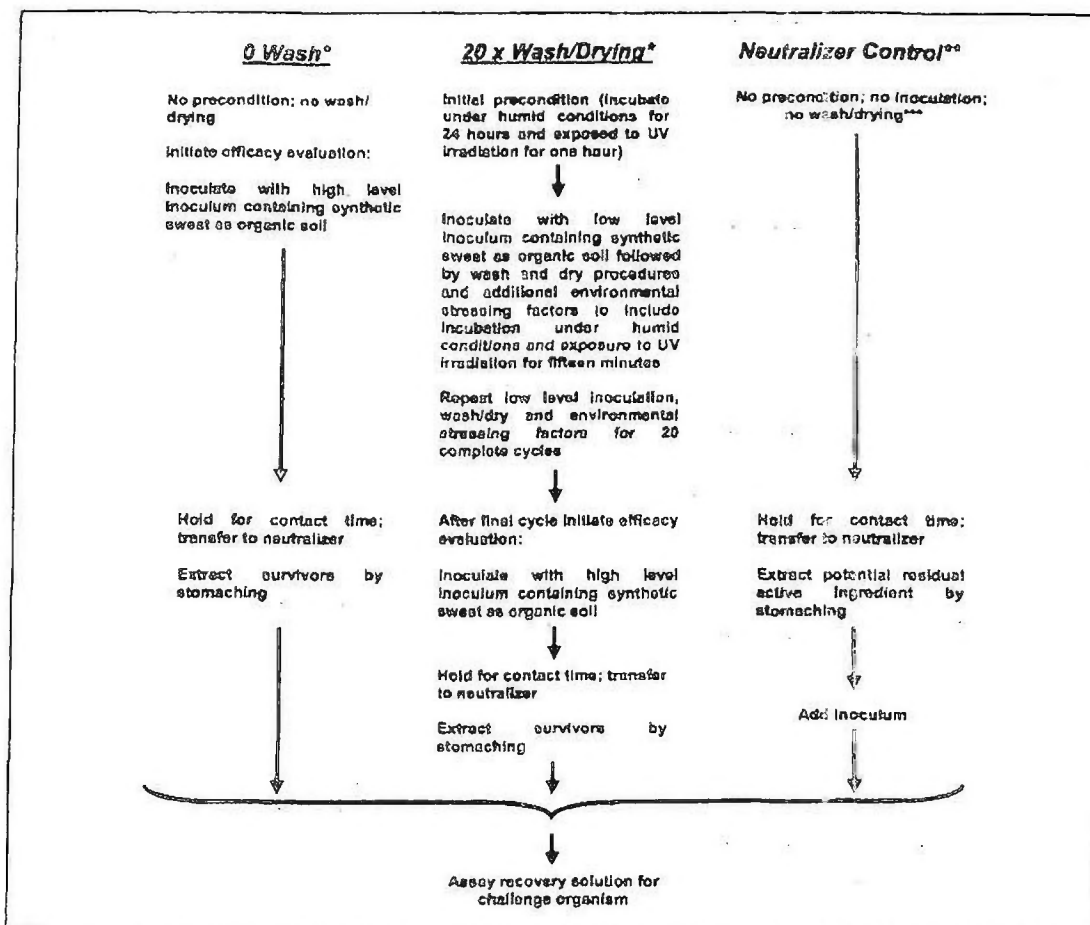 0 Wash*
No precondition; no wash/
drying
Initiate efficacy evaluation:
Inoculate with high level
inoculum containing synthetic
sweat as organic soil
Hold for contact time;
transfer to neutralizer
Extract survivors by
stomaching
20 x Wash/Drying*
Initial precondition (incubate
under humid conditions for
24 hours and exposed to UV
irradiation for one hour)
Inoculate with low level
inoculum containing synthetic
sweat as organic soil followed
by wash and dry procedures
and additional environmental
stressing factors to include
incubation under humid
conditions and exposure to UV
irradiation for fifteen minutes
Repeat low level inoculation,
wash/dry and environmental
stressing factors for 20
complete cycles
After final cycle initiate efficacy
evaluation:
Inoculate with high level
inoculum containing synthetic
sweat as organic soil
Hold for contact time; transfer
to neutralizer
Extract survivors by
stomaching
Neutralizer Control**
No precondition; no inoculation;
no wash/drying***
Hold for contact time;
transfer to neutralizer
Extract potential residual
active ingredient by
stomaching
Add inoculum
Assay recovery solution for
challenge organism